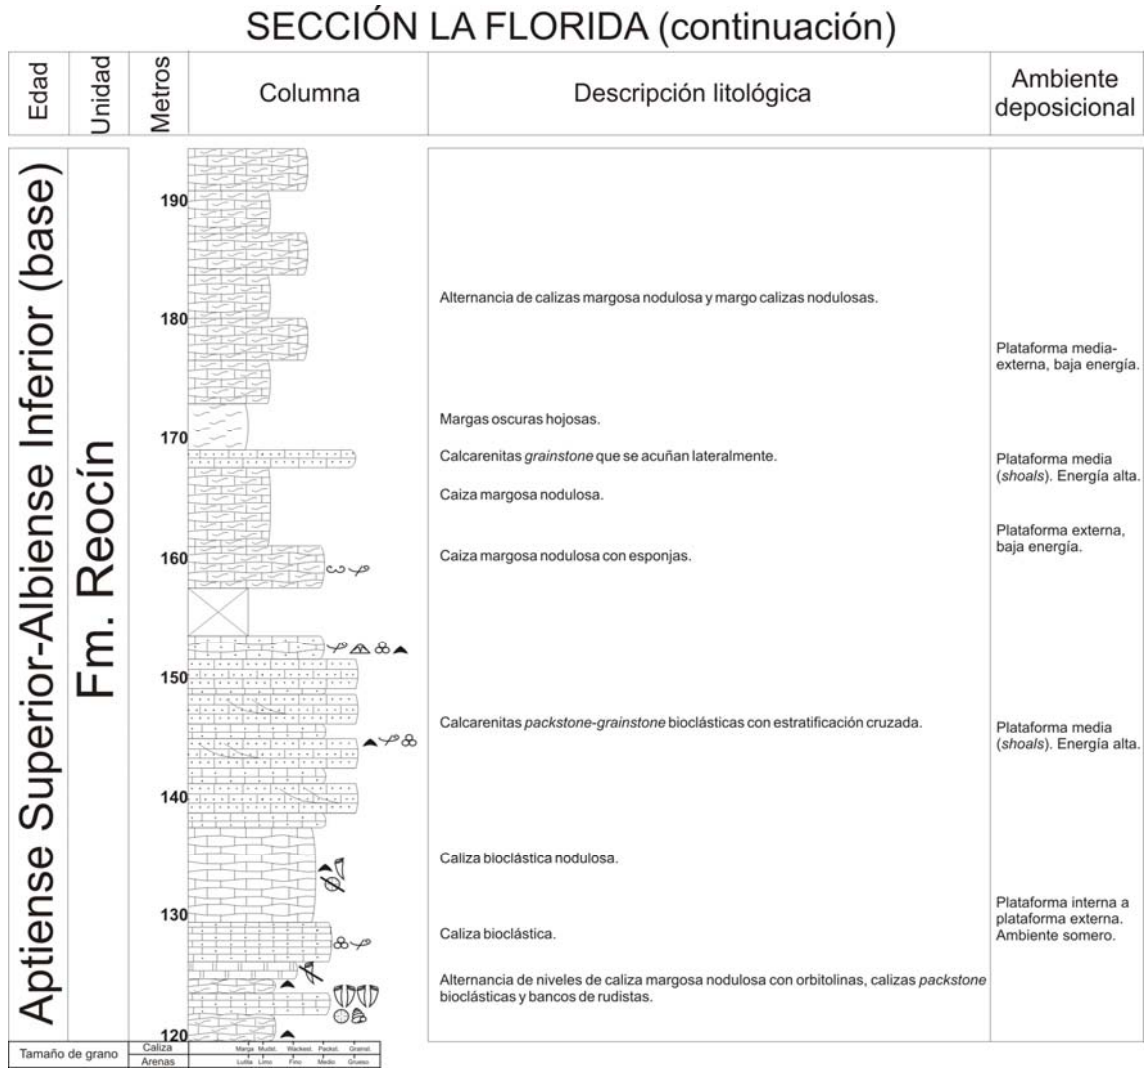 SECCIÓN LA FLORIDA (continuación)
Edad
Unidad
Metros
Columna
Descripción litológica
Ambiente
deposicional
Aptiense Superior-Albiense Inferior (base)
Fm. Reocín
190
180
170
160
150
140
130
120
Alternancia de calizas margosa nodulosa y margo calizas nodulosas.
Margas oscuras hojosas.
Calcarenitas grainstone que se acuñan lateralmente.
Caiza margosa nodulosa.
Caiza margosa nodulosa con esponjas.
Calcarenitas packstone-grainstone bioclásticas con estratificación cruzada.
Caliza bioclástica nodulosa.
Caliza bioclástica.
Alternancia de niveles de caliza margosa nodulosa con orbitolinas, calizas packstone
bioclásticas y bancos de rudistas.
Plataforma media-
externa, baja energía.
Plataforma media
(shoals). Energía alta.
Plataforma externa,
baja energía.
Plataforma media
(shoals). Energía alta.
Plataforma interna a
plataforma externa.
Ambiente somero.
Tamaño de grano
Caliza
Marga Mudst. Wackest. Packst. Grainst.
Arenas
Lutita Limo Fino Medio Grueso